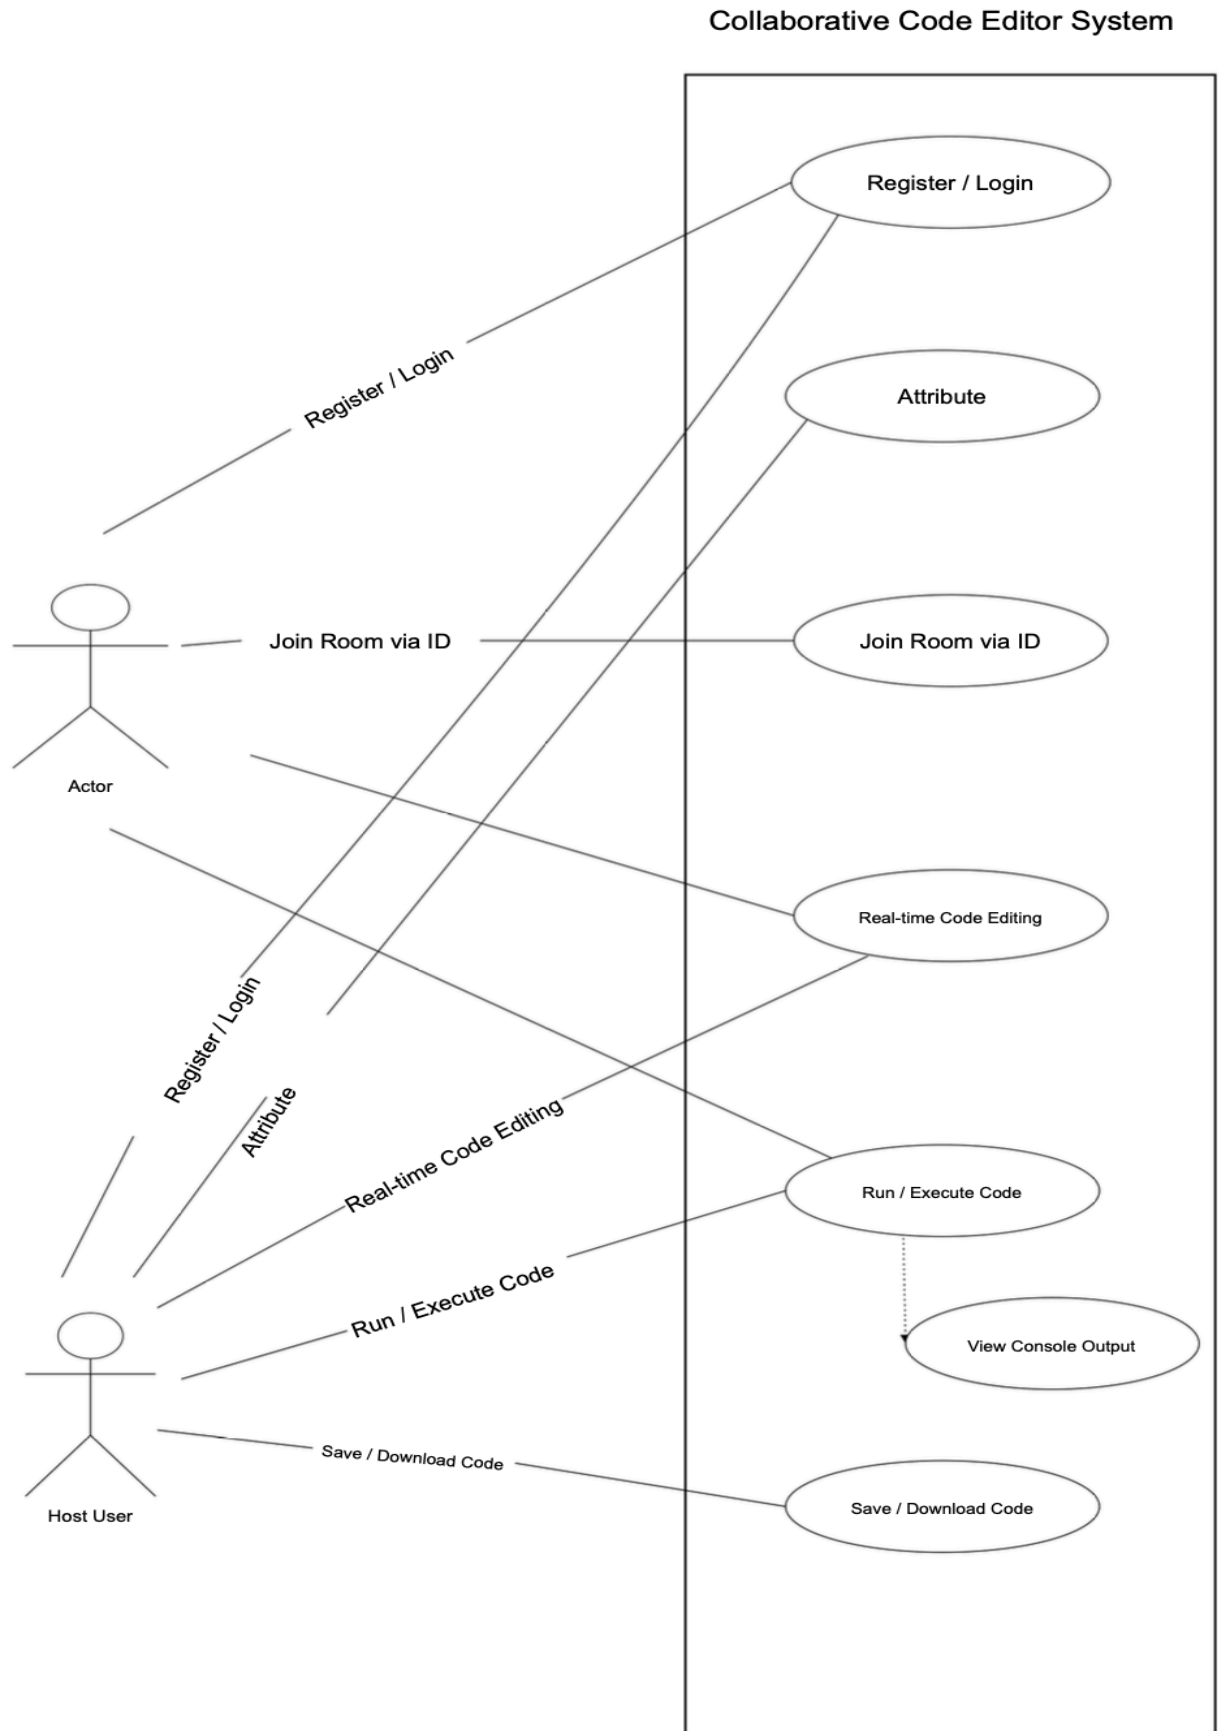 Collaborative Code Editor System
Register / Login
Register / Login
Attribute
Join Room via ID
Join Room via ID
Actor
Real-time Code Editing
Register / Login
Attribute
Real-time Code Editing
Run / Execute Code
Run / Execute Code
View Console Output
Save / Download Code
Save / Download Code
Host User